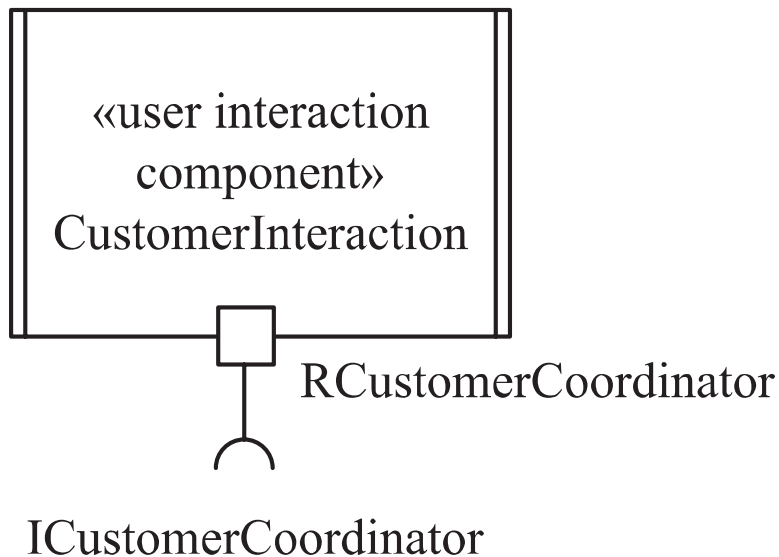 «user interaction
component»
CustomerInteraction
RCustomerCoordinator
ICustomerCoordinator